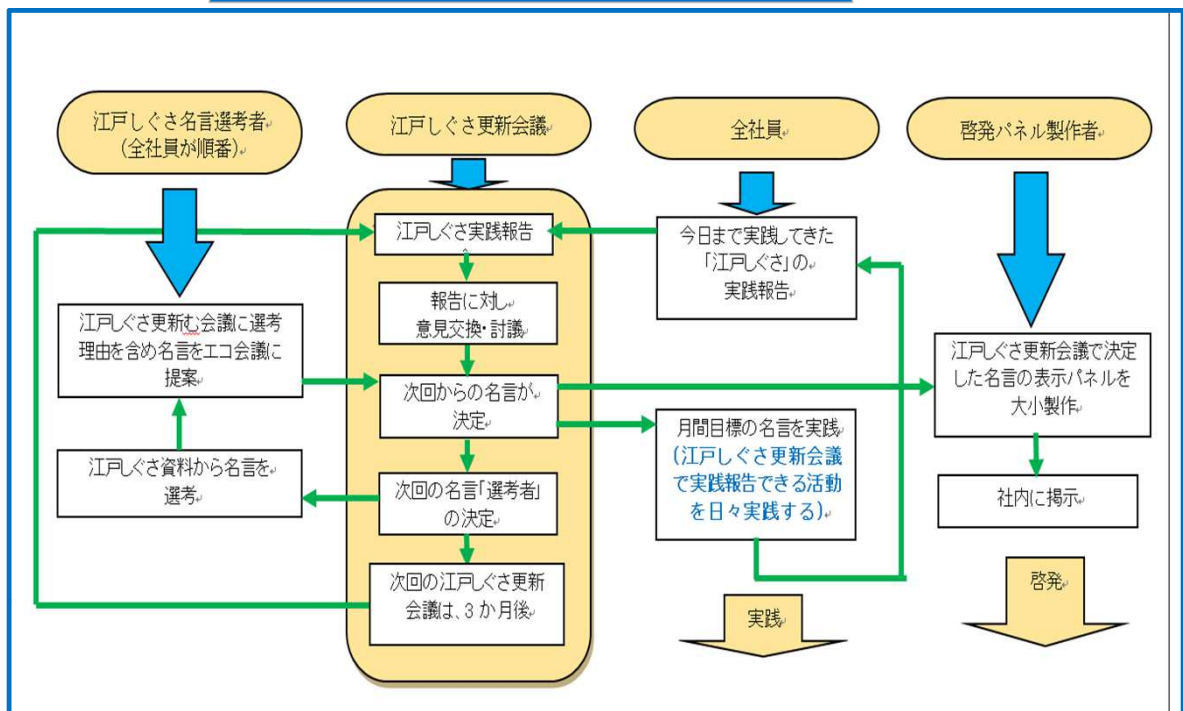 江戸しぐさ名言選考者
(全社員が順番)
江戸しぐさ更新会議
全社員
啓発パネル製作者
江戸しぐさ実践報告
今日まで実践してきた
「江戸しぐさ」の
実践報告
報告に対し
意見交換・討議
江戸しぐさ更新む会議に選考
理由を含め名言をエコ会議に
提案
江戸しぐさ更新会議で決定
した名言の表示パネルを
大小製作
次回からの名言が
決定
月間目標の名言を実践
(江戸しぐさ更新会議
で実践報告できる活動
を日々実践する)
江戸しぐさ資料から名言を
選考
次回の名言「選考者」
の決定
社内に掲示
次回の江戸しぐさ更新
会議は、3か月後
実践
啓発